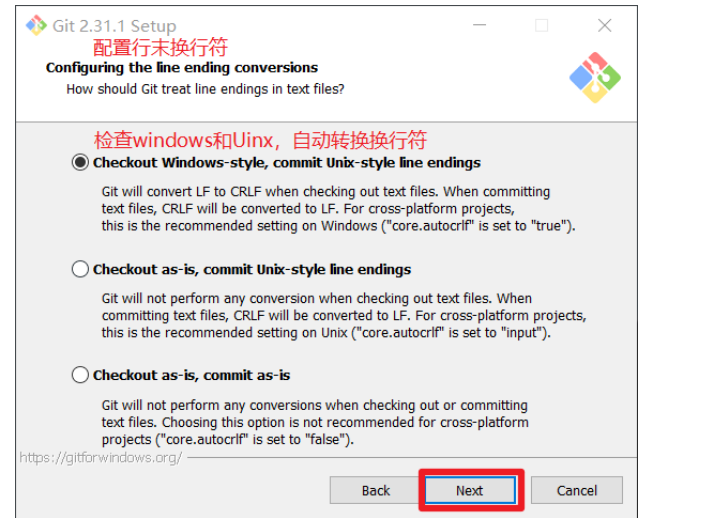 Git 2.31.1 Setup
配置行末换行符
Configuring the line ending conversions
How should Git treat line endings in text files?
检查windows和Uinx，自动转换换行符
Checkout Windows-style, commit Unix-style line endings
Git will convert LF to CRLF when checking out text files. When committing
text files, CRLF will be converted to LF. For cross-platform projects,
this is the recommended setting on Windows ("core.autocrlf" is set to "true").
Checkout as-is, commit Unix-style line endings
Git will not perform any conversion when checking out text files. When
committing text files, CRLF will be converted to LF. For cross-platform projects,
this is the recommended setting on Unix ("core.autocrlf" is set to "input").
Checkout as-is, commit as-is
Git will not perform any conversions when checking out or committing
text files. Choosing this option is not recommended for cross-platform
projects ("core.autocrlf" is set to "false").
https://gitforwindows.org/
Back Next Cancel